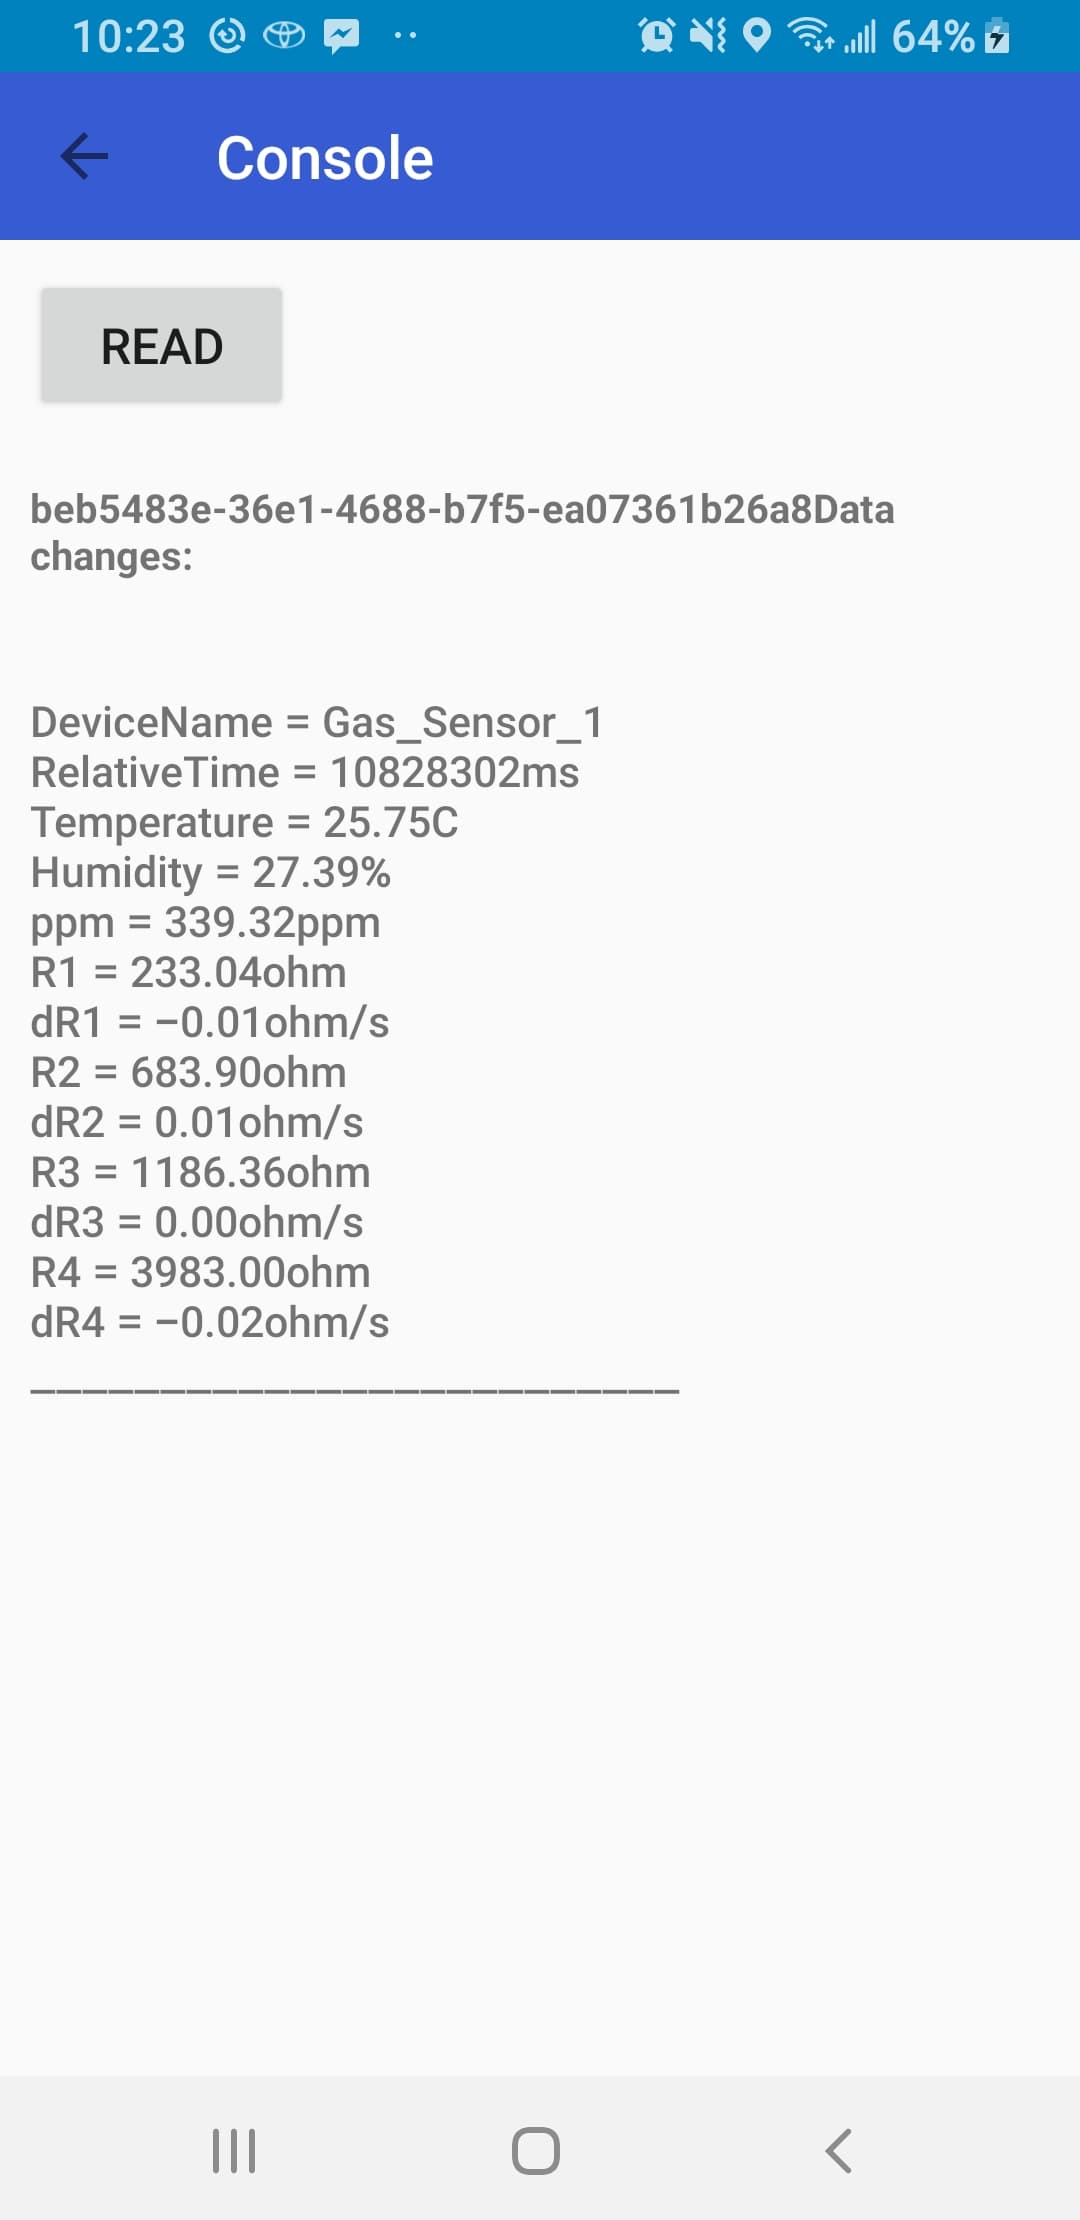 10:23
64%
Console
READ
beb5483e-36e1-4688-b7f5-ea07361b26a8Data
changes:
DeviceName = Gas_Sensor_1
RelativeTime = 10828302ms
Temperature = 25.75C
Humidity = 27.39%
ppm = 339.32ppm
R1 = 233.04ohm
dR1 = −0.01ohm/s
R2 = 683.90ohm
dR2 = 0.01ohm/s
R3 = 1186.36ohm
dR3 = 0.00ohm/s
R4 = 3983.00ohm
dR4 = −0.02ohm/s
−−−−−−−−−−−−−−−−−−−−−−−−−